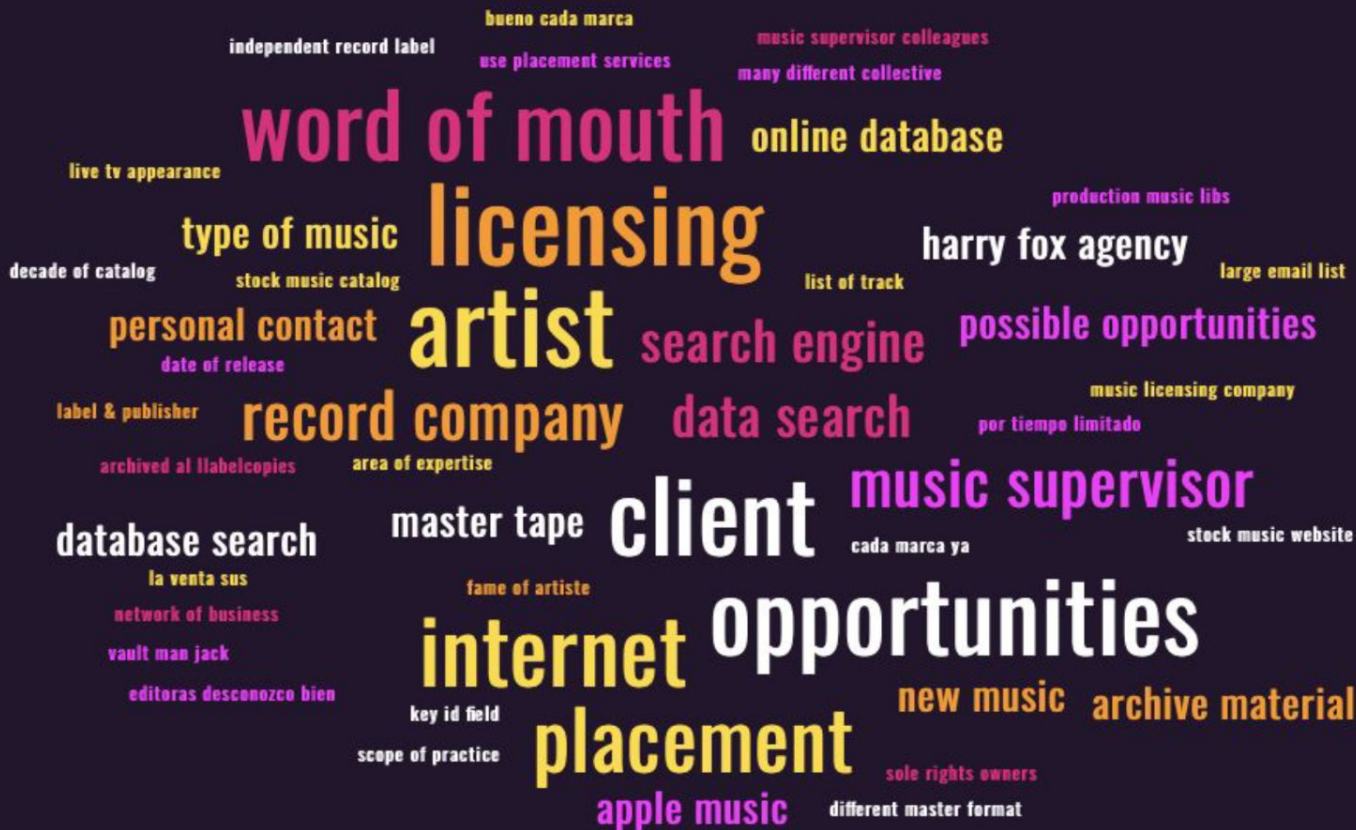 bueno cada marca
independent record label
music supervisor colleagues
use placement services
many different collective
word of mouth
online database
live tv appearance
licensing
production music libs
type of music
harry fox agency
decade of catalog
stock music catalog
list of track
large email list
personal contact
artist
search engine
possible opportunities
date of release
music licensing company
label & publisher
record company
data search
por tiempo limitado
archived al llabelcopies
area of expertise
music supervisor
database search
master tape
client
cada marca ya
stock music website
la venta sus
fame of artiste
network of business
opportunities
vault man jack
internet
editoras desconozco bien
key id field
new music
archive material
scope of practice
placement
sole rights owners
apple music
different master format